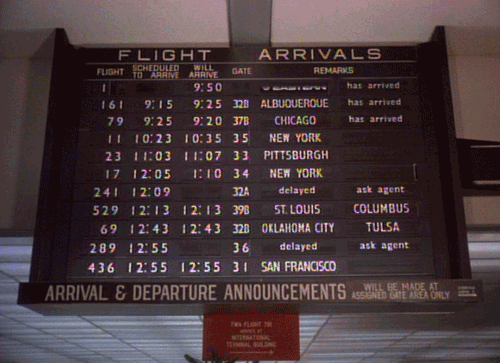 FLIGHT ARRIVALS
FLIGHT SCHEDULED TO ARRIVE WILL ARRIVE GATE REMARKS
1 9:50 has arrived
161 9:15 9:25 32B ALBUQUERQUE has arrived
79 9:25 9:20 37B CHICAGO has arrived
11 10:23 10:35 35 NEW YORK
23 11:03 11:07 33 PITTSBURGH
17 12:05 1:10 34 NEW YORK
241 12:09 32A delayed ask agent
529 12:13 12:13 39B ST. LOUIS COLUMBUS
69 12:43 12:43 32B OKLAHOMA CITY TULSA
289 12:55 36 delayed ask agent
436 12:55 12:55 31 SAN FRANCISCO
ARRIVAL & DEPARTURE ANNOUNCEMENTS WILL BE MADE AT ASSIGNED GATE AREA ONLY
TWA FLIGHT
INTERNATIONAL
TERMINAL BUILDING